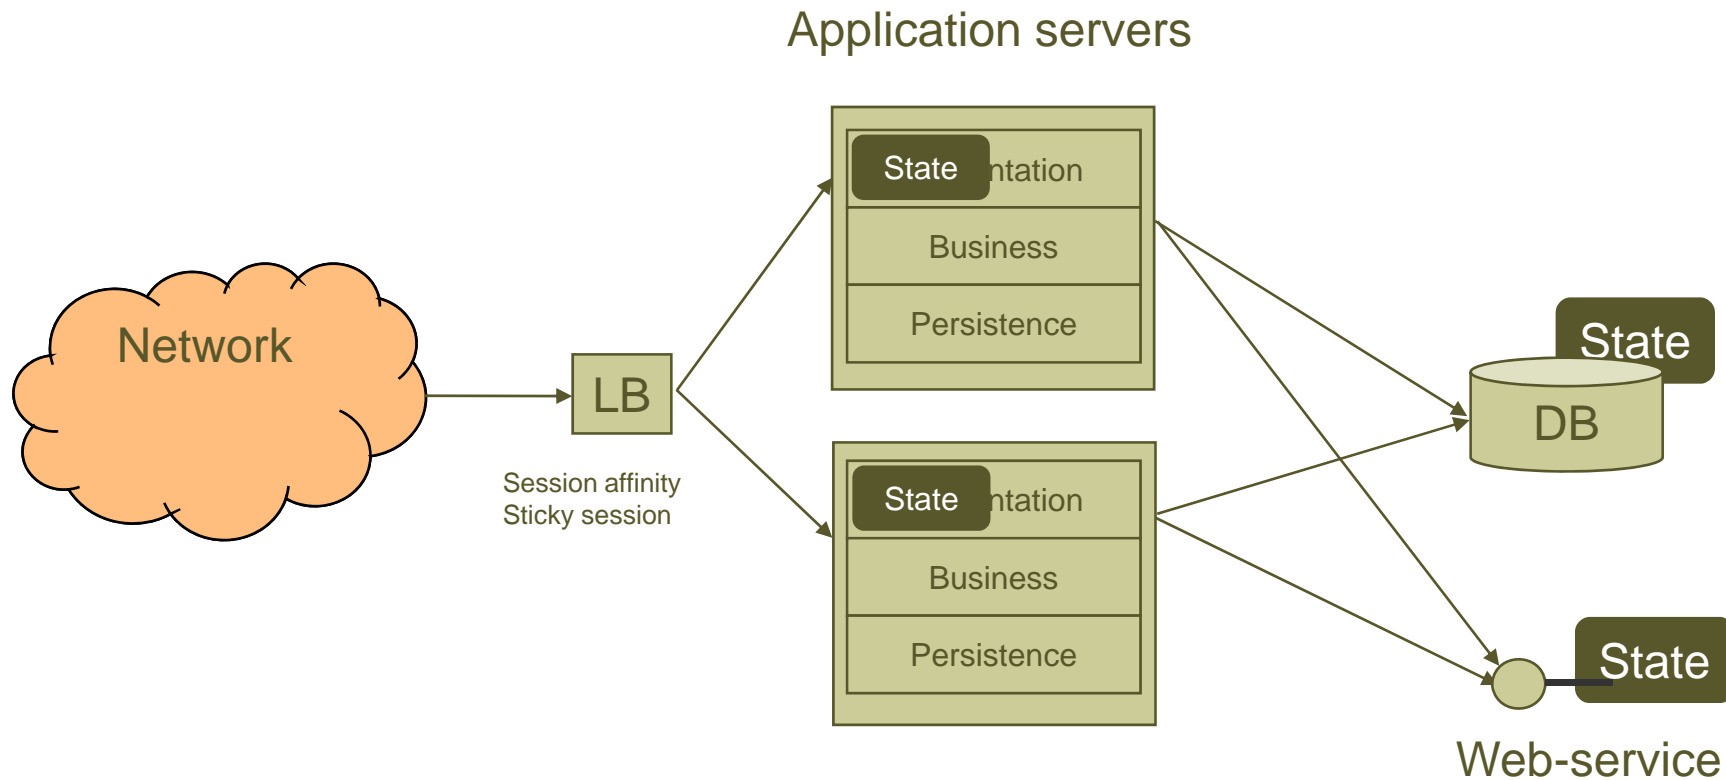 Application servers
State ntation
Business
Persistence
Network
LB
Session affinity
Sticky session
State ntation
Business
Persistence
State
DB
State
Web-service